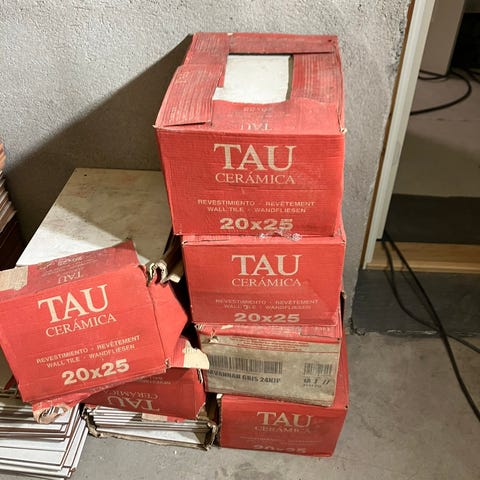 TAU
CERÁMICA
REVESTIMIENTO - REVÊTEMENT
WALL TILE - WANDFLIESEN
20x25
TAU
CERÁMICA
REVESTIMIENTO - REVÊTEMENT
WALL TILE - WANDFLIESEN
20x25
TAU
CERÁMICA
REVESTIMIENTO - REVÊTEMENT
WALL TILE - WANDFLIESEN
20x25
TAU
TAU
CERÁMICA
20x25